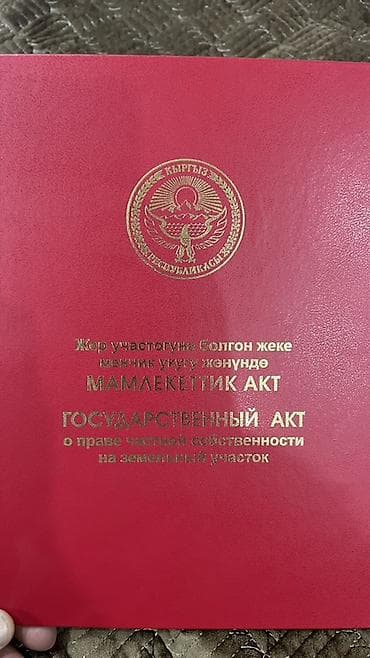 КЫРГЫЗ
РЕСПУБЛИКАСЫ
Жер участогуна болгон жеке
менчик укугу жөнүндө
МАМЛЕКЕТТИК АКТ
ГОСУДАРСТВЕННЫЙ АКТ
о праве частной собственности
на земельный участок